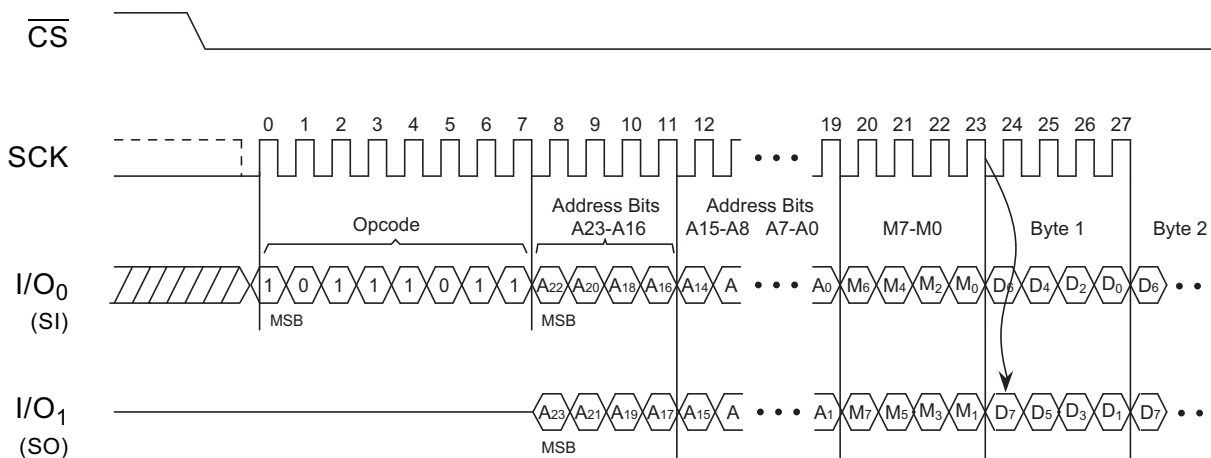 CS
0 1 2 3 4 5 6 7 8 9 10 11 12 19 20 21 22 23 24 25 26 27
SCK
Opcode
Address Bits
A23-A16
Address Bits
A15-A8 A7-A0
M7-M0
Byte 1
Byte 2
I/O0
(SI)
1 0 1 1 1 0 1 1 A22 A20 A18 A16 A14 A A0 M6 M4 M2 M0 D6 D4 D2 D0 D6
MSB MSB
I/O1
(SO)
A23 A21 A19 A17 A15 A A1 M7 M5 M3 M1 D7 D5 D3 D1 D7
MSB